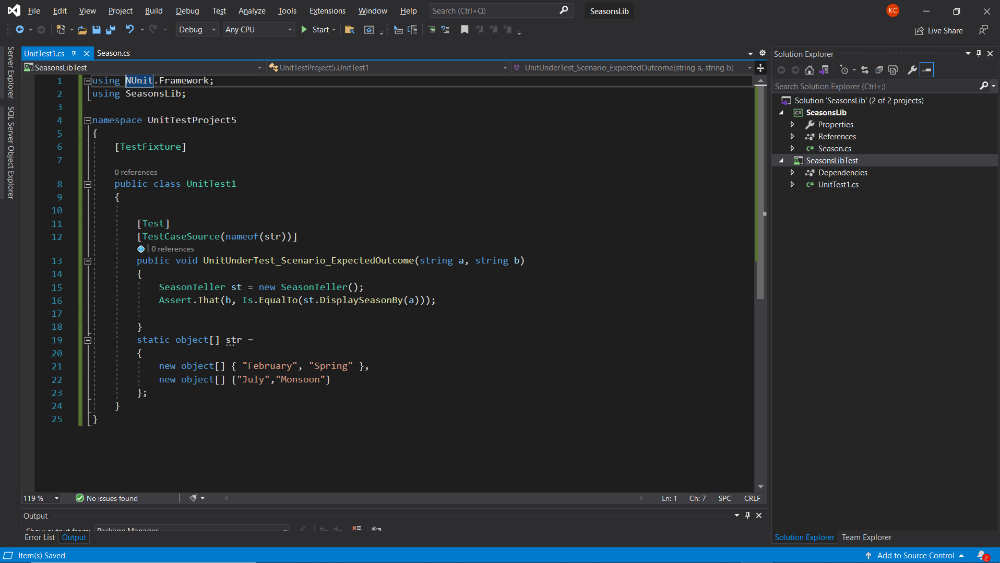 File Edit View Project Build Debug Test Analyze Tools Extensions Window Help Search (Ctrl+Q) SeasonsLib KC
Debug Any CPU Start Live Share
Server Explorer
SQL Server Object Explorer
UnitTest1.cs Season.cs
SeasonsLibTest UnitTestProject5.UnitTest1 UnitUnderTest_Scenario_ExpectedOutcome(string a, string b)
1 using NUnit.Framework;
2 using SeasonsLib;
3
4 namespace UnitTestProject5
5 {
6 [TestFixture]
7
0 references
8 public class UnitTest1
9 {
10
11 [Test]
12 [TestCaseSource(nameof(str))]
0 references
13 public void UnitUnderTest_Scenario_ExpectedOutcome(string a, string b)
14 {
15 SeasonTeller st = new SeasonTeller();
16 Assert.That(b, Is.EqualTo(st.DisplaySeasonBy(a)));
17
18 }
19 static object[] str =
20 {
21 new object[] { "February", "Spring" },
22 new object[] {"July","Monsoon"}
23 };
24 }
25 }
119 % No issues found Ln: 1 Ch: 7 SPC CRLF
Output
Show output from: Package Manager
Error List Output
Solution Explorer
Search Solution Explorer (Ctrl+;)
Solution 'SeasonsLib' (2 of 2 projects)
C# SeasonsLib
Properties
References
C# Season.cs
SeasonsLibTest
Dependencies
C# UnitTest1.cs
Solution Explorer Team Explorer
Item(s) Saved Add to Source Control 2